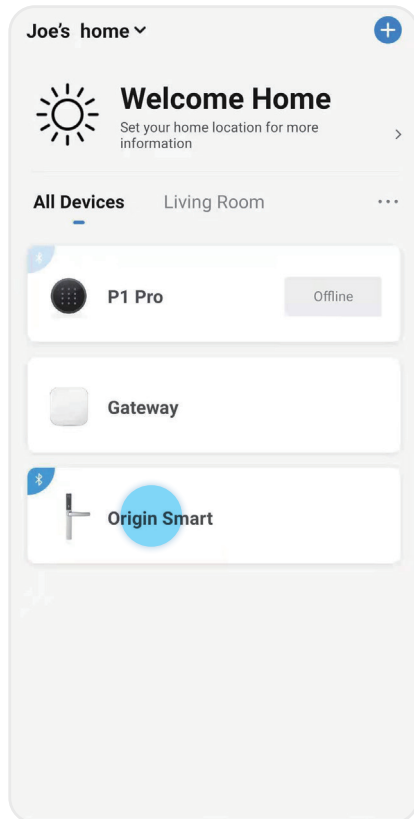 Joe's home
Welcome Home
Set your home location for more
information
All Devices
Living Room
...
P1 Pro
Offline
Gateway
Origin Smart